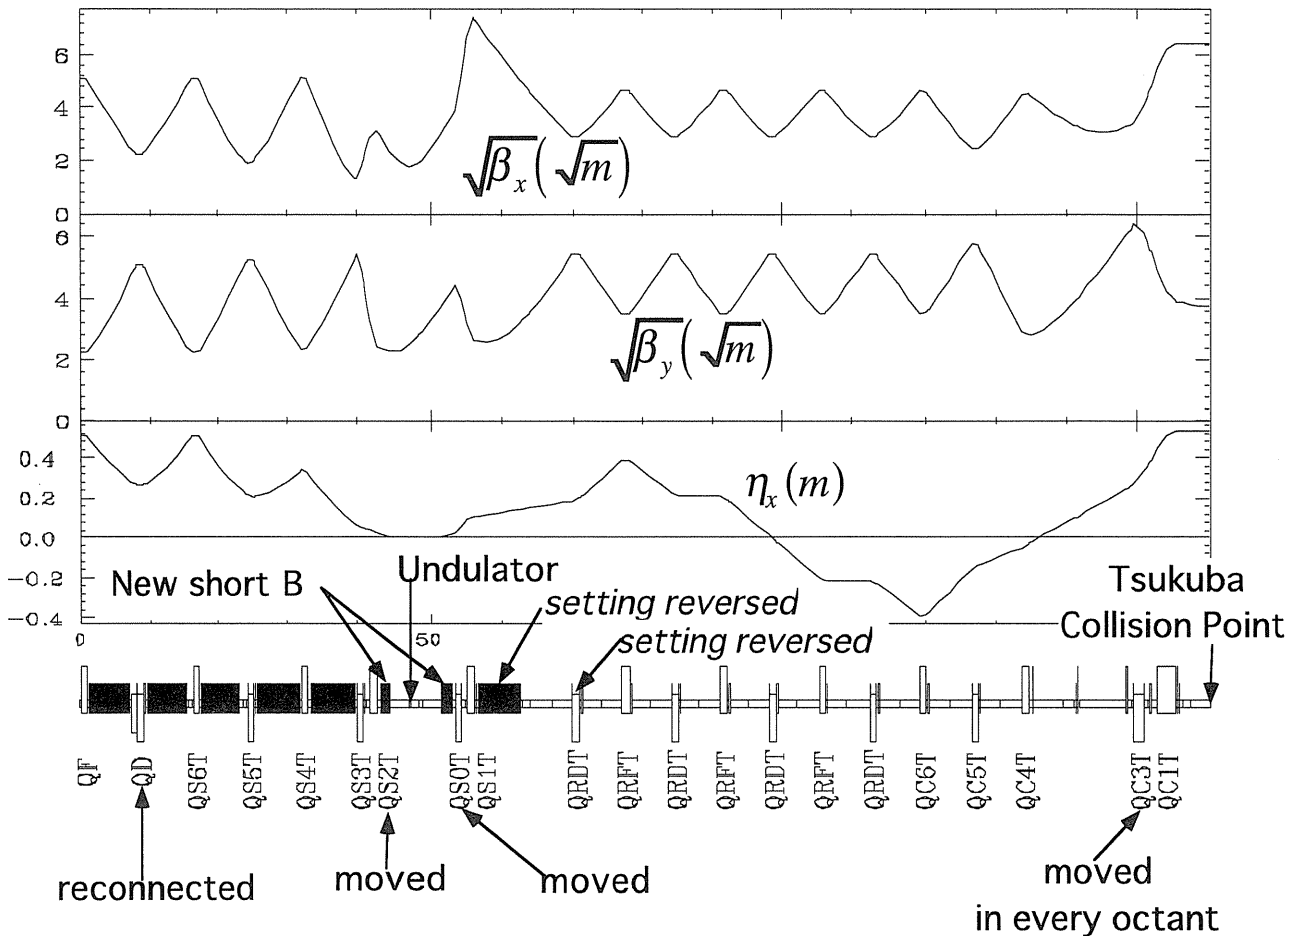 6
4
2
0
√βx(√m)
6
4
2
0
√βy(√m)
0.4
0.2
0.0
−0.2
−0.4
ηx(m)
0
50
New short B
Undulator
setting reversed
setting reversed
Tsukuba
Collision Point
QF
QD
QS6T
QS5T
QS4T
QS3T
QS2T
QS0T
QS1T
QRDT
QRFT
QRDT
QRFT
QRDT
QRFT
QRDT
QC6T
QC5T
QC4T
QC3T
QC1T
reconnected
moved
moved
moved
in every octant